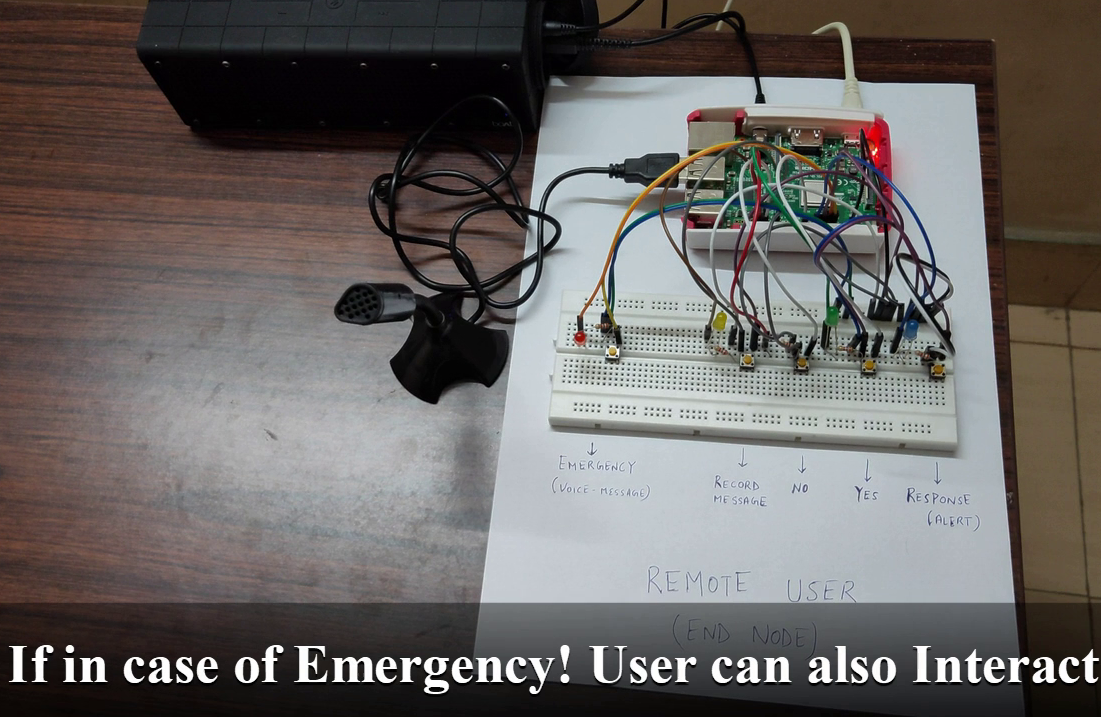 EMERGENCY
(VOICE-MESSAGE)
RECORD
MESSAGE
NO
YES
RESPONSE
(ALERT)
REMOTE USER
(END NODE)
If in case of Emergency! User can also Interact